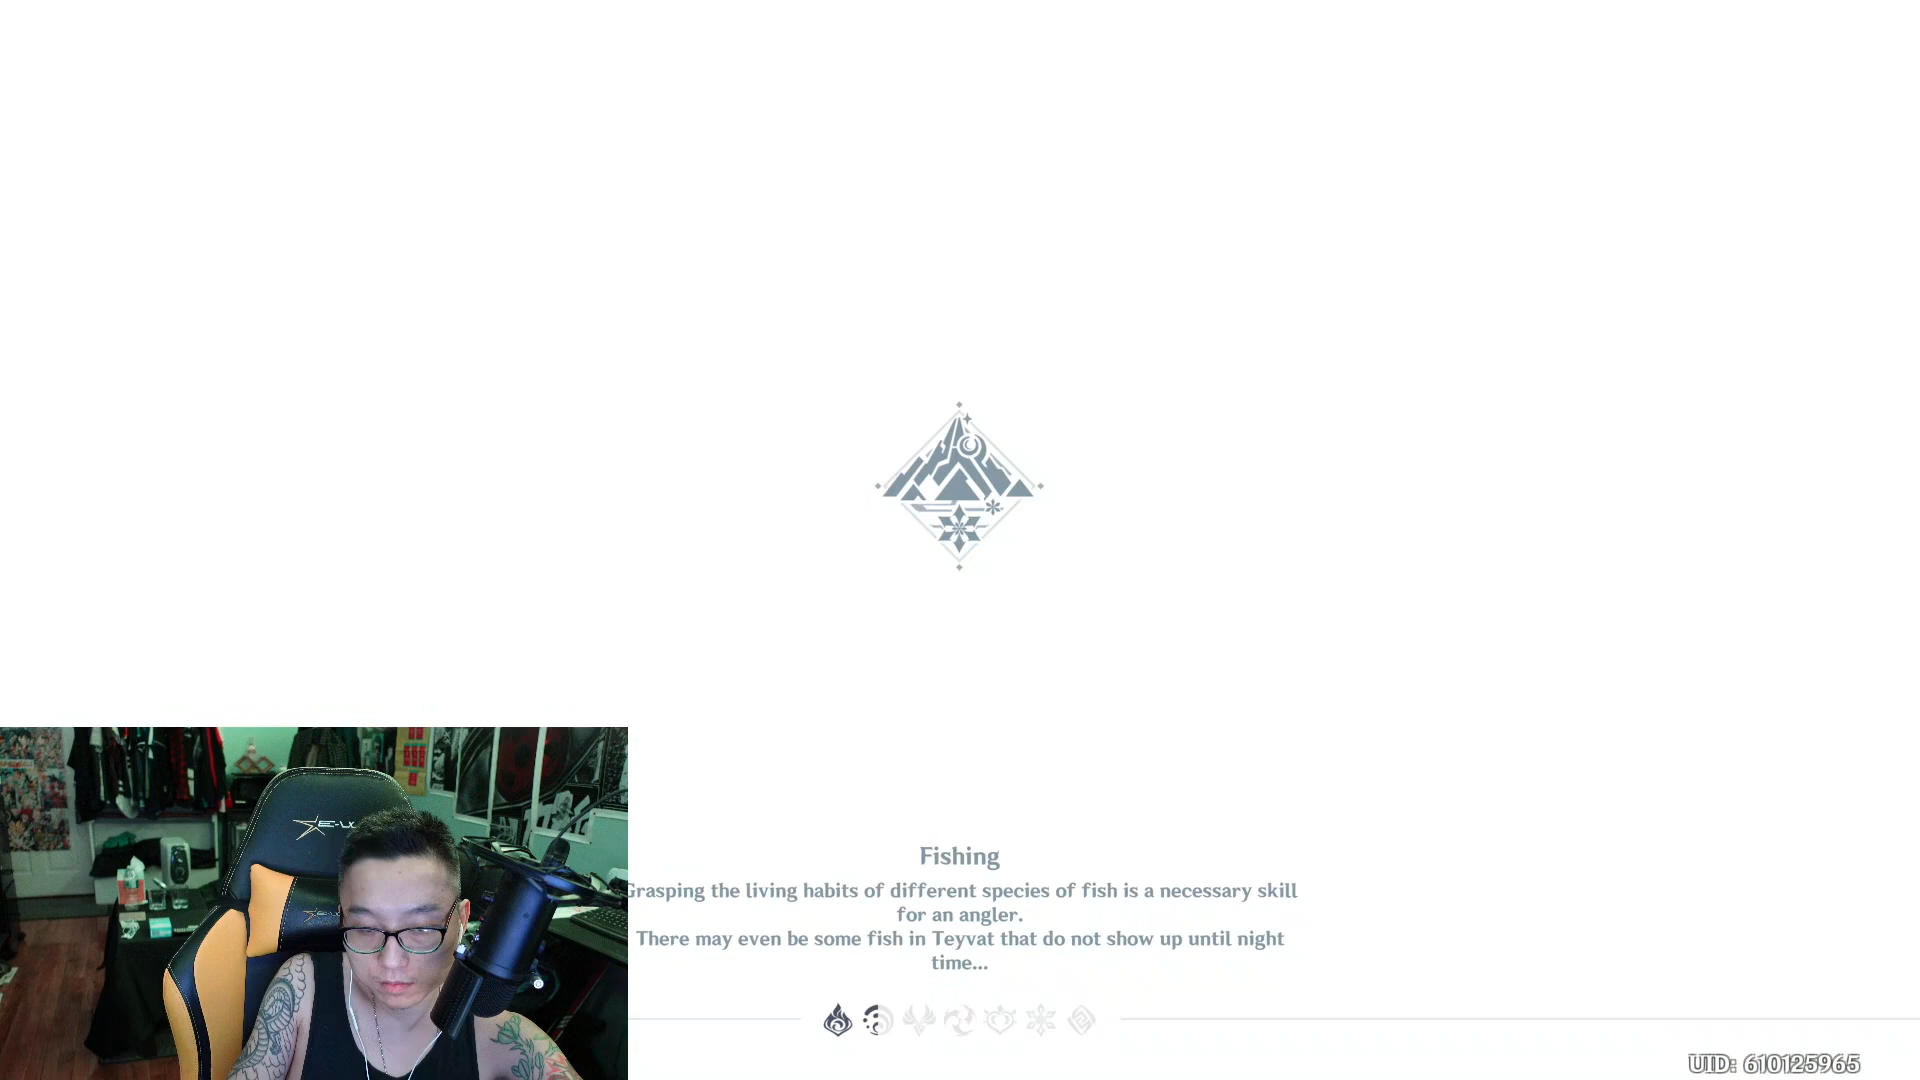 Fishing
Grasping the living habits of different species of fish is a necessary skill
for an angler.
There may even be some fish in Teyvat that do not show up until night
time...
UID: 610125965